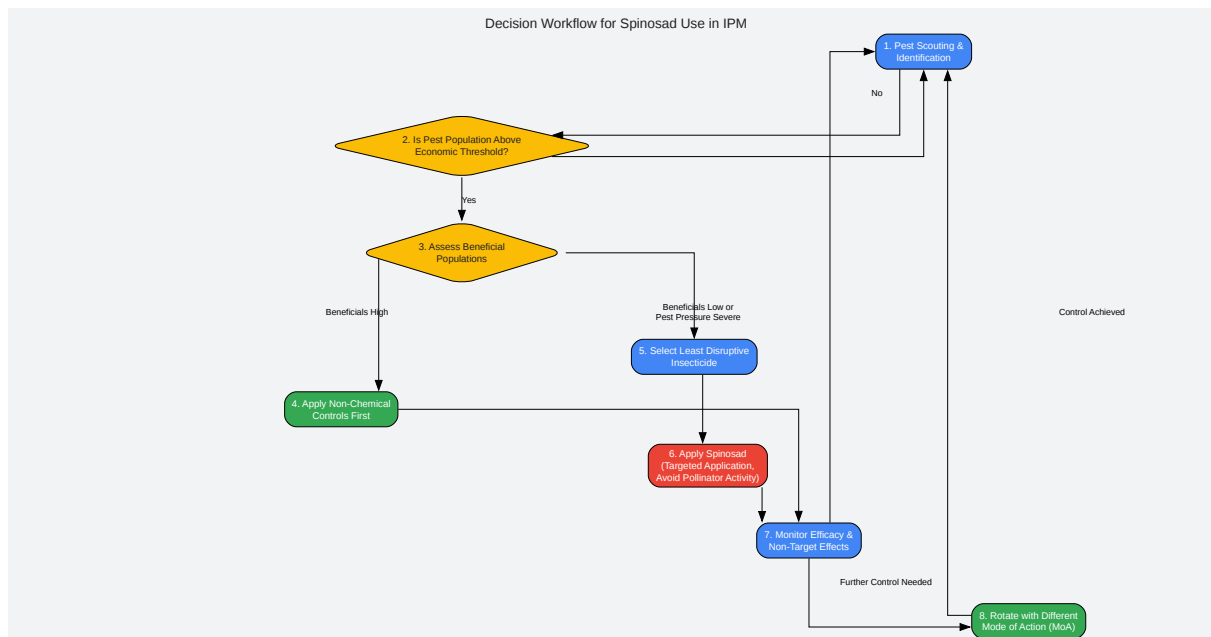 Decision Workflow for Spinosad Use in IPM
1. Pest Scouting &
Identification
No
2. Is Pest Population Above
Economic Threshold?
Yes
3. Assess Beneficial
Populations
Beneficials High
Beneficials Low or
Pest Pressure Severe
Control Achieved
5. Select Least Disruptive
Insecticide
4. Apply Non-Chemical
Controls First
6. Apply Spinosad
(Targeted Application,
Avoid Pollinator Activity)
7. Monitor Efficacy &
Non-Target Effects
Further Control Needed
8. Rotate with Different
Mode of Action (MoA)